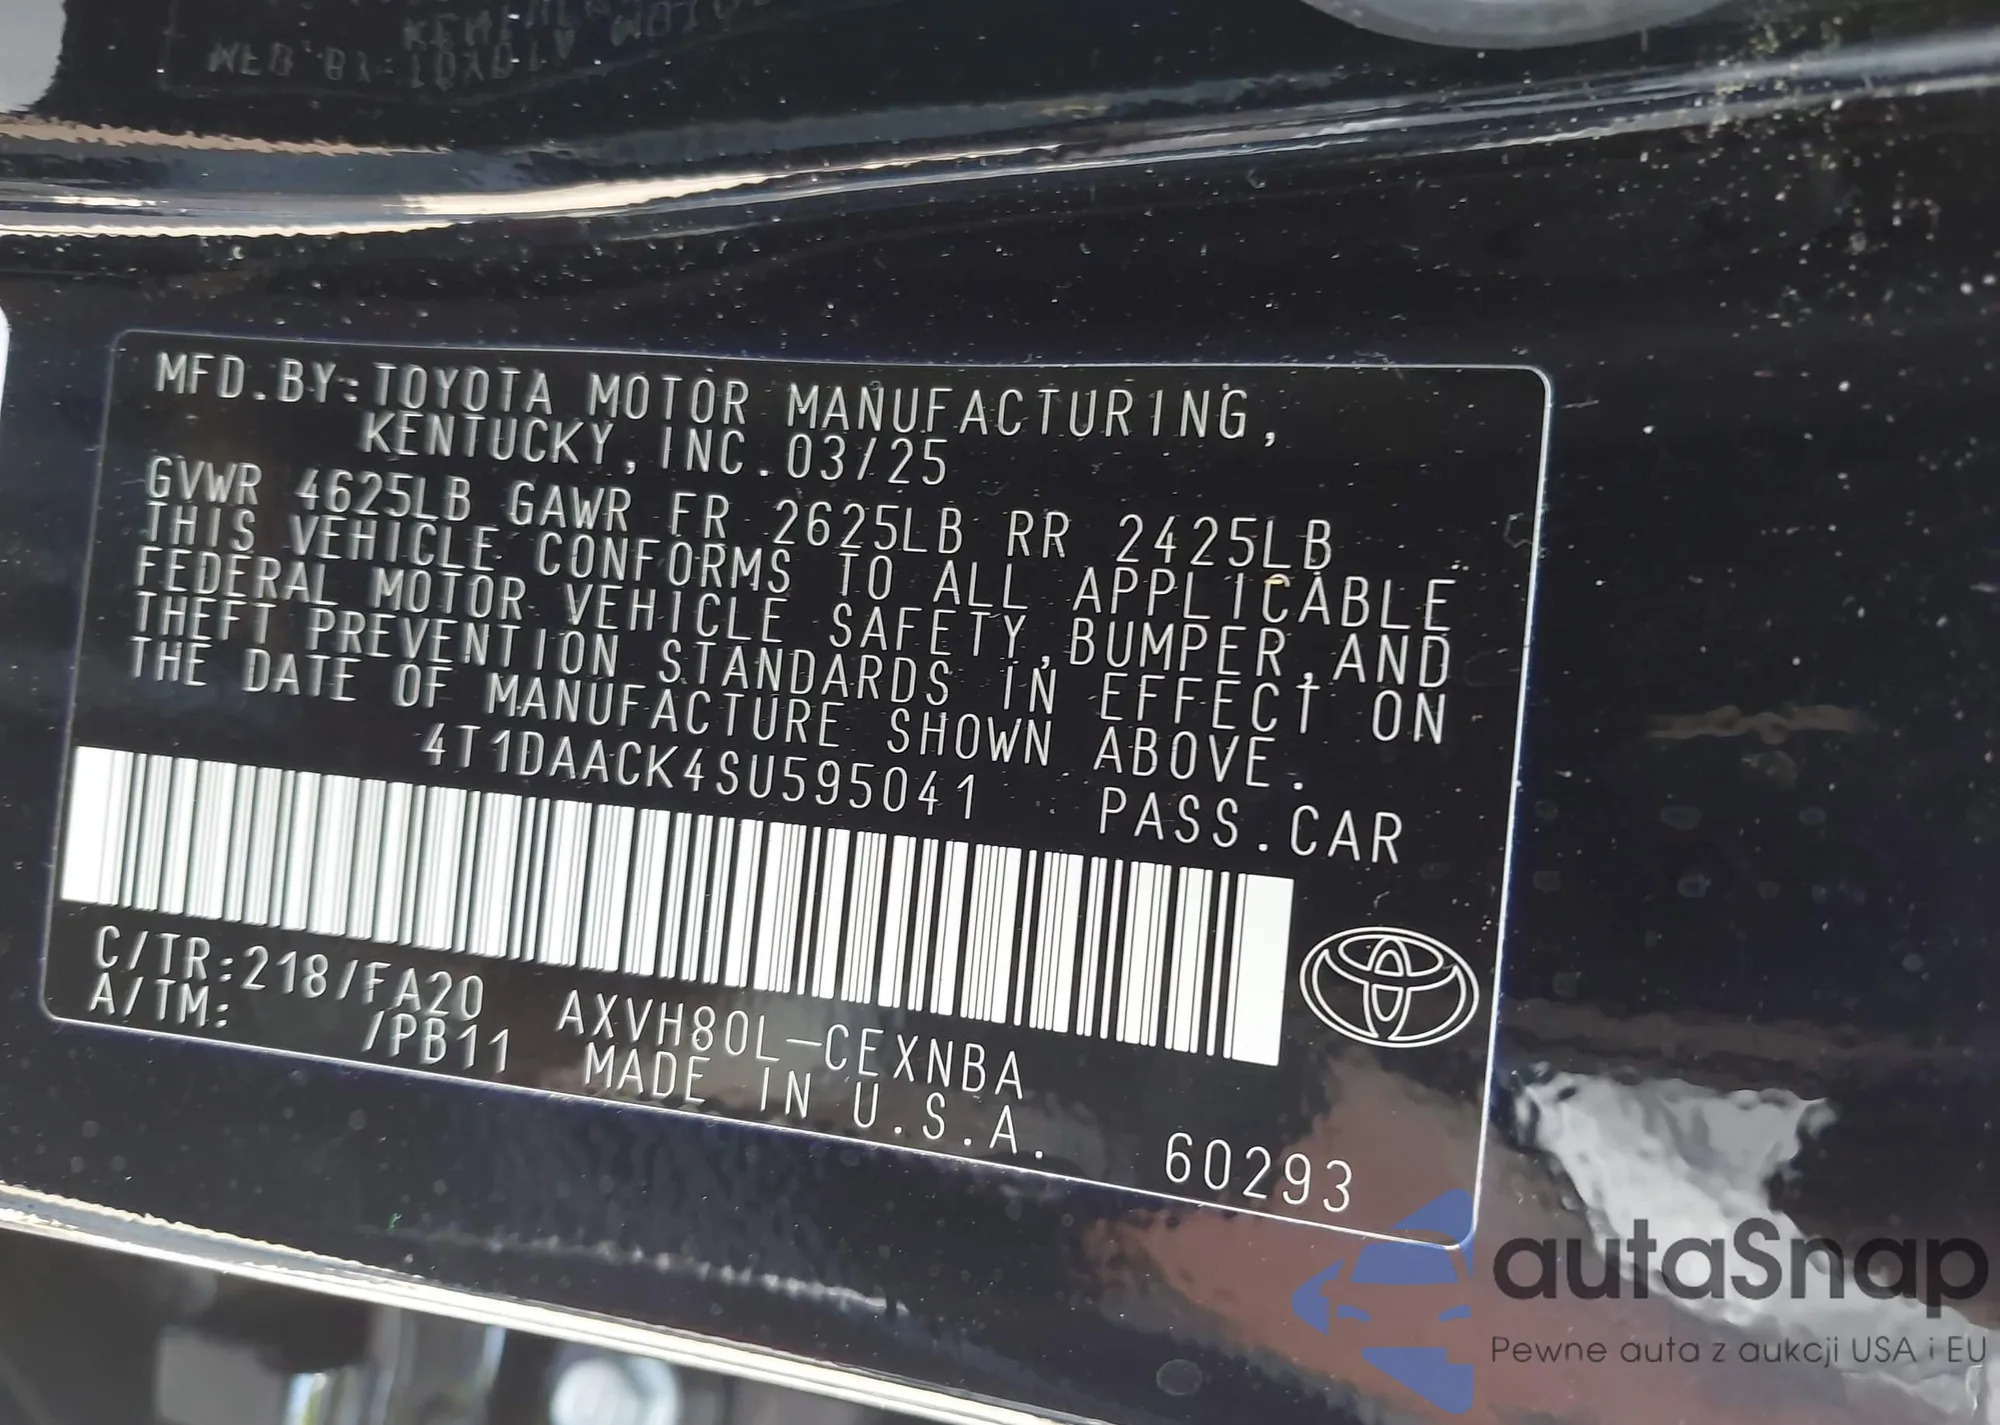 MFD.BY:TOYOTA MOTOR MANUFACTURING,
KENTUCKY, INC. 03/25
GVWR 4625LB GAWR FR 2625LB RR 2425LB
THIS VEHICLE CONFORMS TO ALL APPLICABLE
FEDERAL MOTOR VEHICLE SAFETY,BUMPER,AND
THEFT PREVENTION STANDARDS IN EFFECT ON
THE DATE OF MANUFACTURE SHOWN ABOVE.
4T1DAACK4SU595041 PASS.CAR
C/TR:218/FA20 AXVH80L-CEXNBA
A/TM: /PB11 MADE IN U.S.A.
60293
autaSnap
Pewne auta z aukcji USA i EU